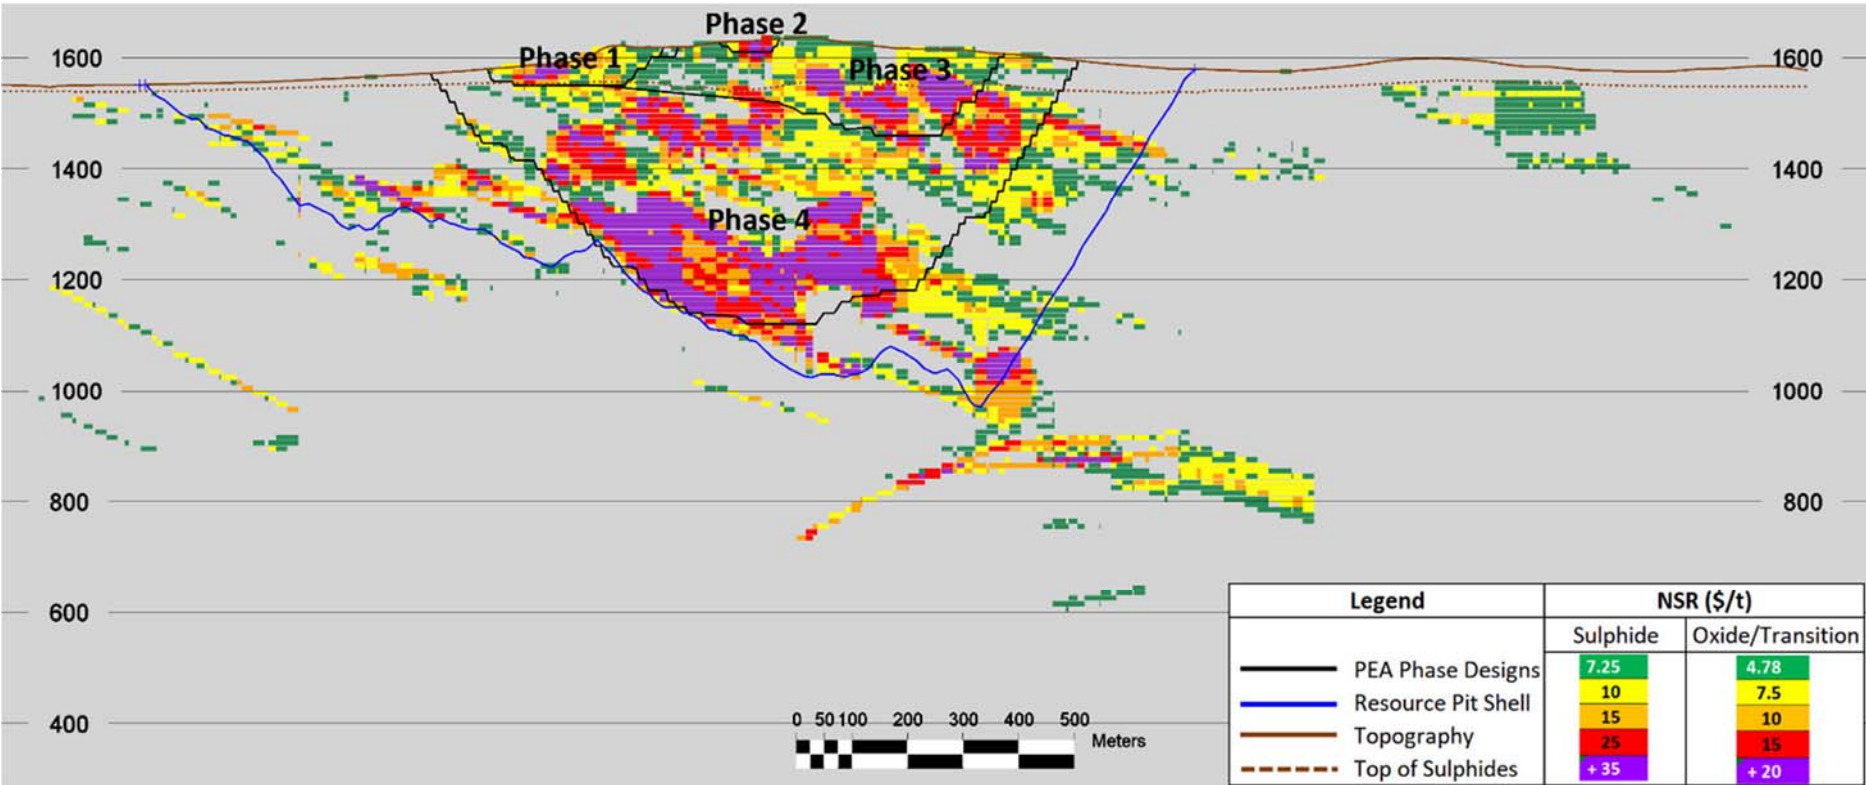 Phase 2
Phase 1
Phase 3
1600
1600
1400
1400
Phase 4
1200
1200
1000
1000
800
800
600
400
0 50 100 200 300 400 500
Meters
Legend NSR ($/t)
Sulphide Oxide/Transition
PEA Phase Designs 7.25 4.78
10 7.5
Resource Pit Shell
15 10
Topography
25 15
Top of Sulphides + 35 + 20